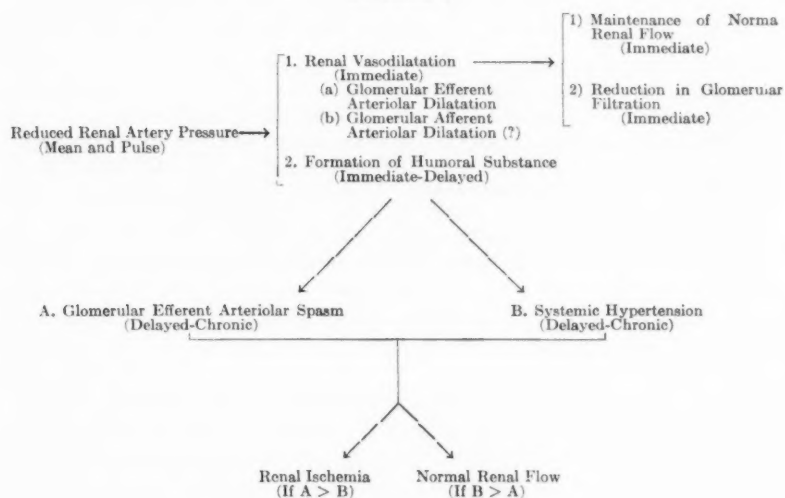 1) Maintenance of Norma
Renal Flow
(Immediate)
2) Reduction in Glomerular
Filtration
(Immediate)
1. Renal Vasodilatation
(Immediate)
(a) Glomerular Efferent
Arteriolar Dilatation
(b) Glomerular Afferent
Arteriolar Dilatation (?)
2. Formation of Humoral Substance
(Immediate-Delayed)
Reduced Renal Artery Pressure
(Mean and Pulse)
A. Glomerular Efferent Arteriolar Spasm
(Delayed-Chronic)
B. Systemic Hypertension
(Delayed-Chronic)
Renal Ischemia
(If A > B)
Normal Renal Flow
(If B > A)